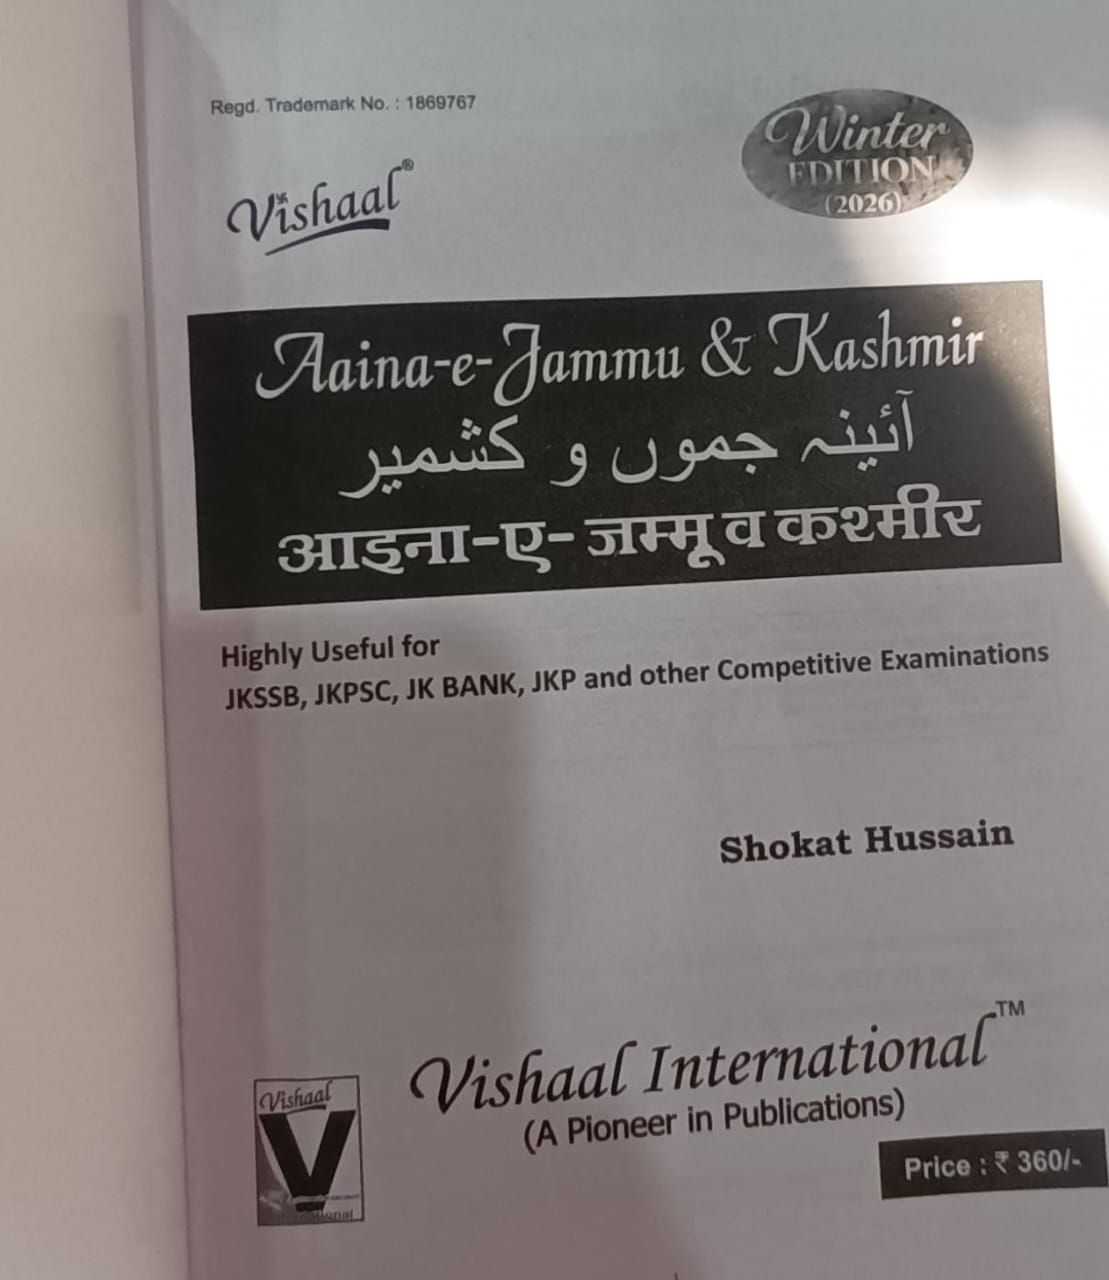 Regd. Trademark No. : 1869767
Vishaal®
Winter
EDITION
(2026)
Aaina-e-Jammu & Kashmir
آئینہ جموں و کشمیر
आइना-ए-जम्मू व कश्मीर
Highly Useful for
JKSSB, JKPSC, JK BANK, JKP and other Competitive Examinations
Shokat Hussain
Vishaal International™
(A Pioneer in Publications)
Vishaal
V
Price : ₹ 360/-